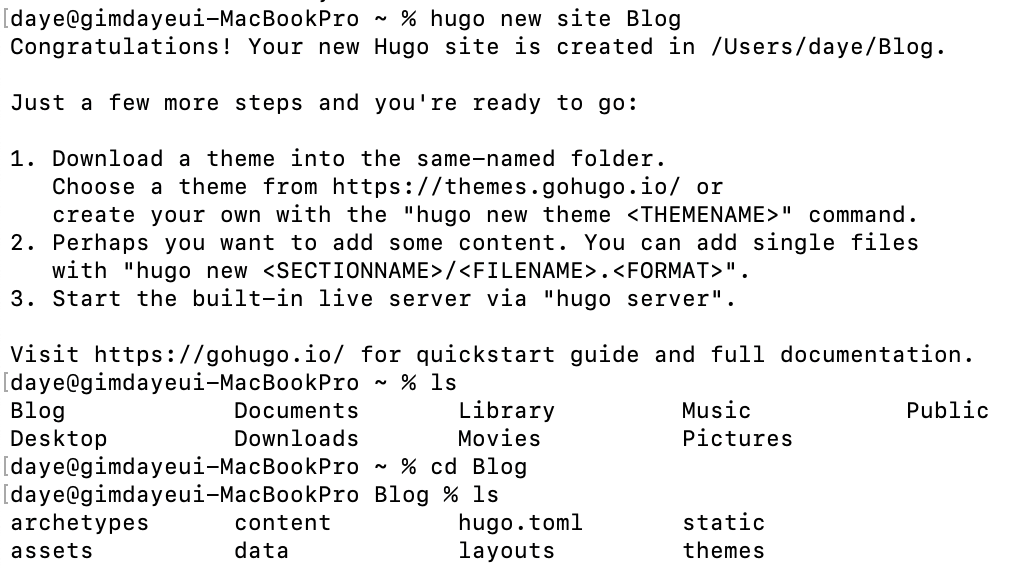 [daye@gimdayeui-MacBookPro ~ % hugo new site Blog
Congratulations! Your new Hugo site is created in /Users/daye/Blog.
Just a few more steps and you're ready to go:
1. Download a theme into the same-named folder.
Choose a theme from https://themes.gohugo.io/ or
create your own with the "hugo new theme <THEMENAME>" command.
2. Perhaps you want to add some content. You can add single files
with "hugo new <SECTIONNAME>/<FILENAME>.<FORMAT>".
3. Start the built-in live server via "hugo server".
Visit https://gohugo.io/ for quickstart guide and full documentation.
[daye@gimdayeui-MacBookPro ~ % ls
Blog Documents Library Music Public
Desktop Downloads Movies Pictures
[daye@gimdayeui-MacBookPro ~ % cd Blog
[daye@gimdayeui-MacBookPro Blog % ls
archetypes content hugo.toml static
assets data layouts themes